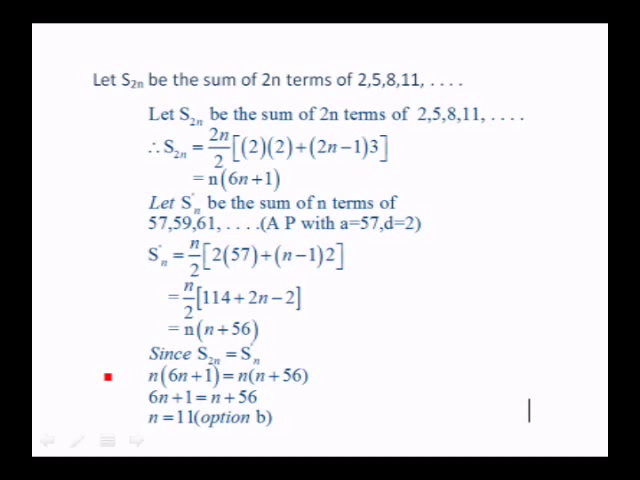 Let S₂ₙ be the sum of 2n terms of 2,5,8,11, . . . .
Let S₂ₙ be the sum of 2n terms of 2,5,8,11, . . . .
∴ S₂ₙ = 2n/2 [(2)(2)+(2n−1)3]
= n(6n+1)
Let S'ₙ be the sum of n terms of
57,59,61, . . . .(A P with a=57,d=2)
S'ₙ = n/2 [2(57)+(n−1)2]
= n/2 [114+2n−2]
= n(n+56)
Since S₂ₙ = S'ₙ
n(6n+1) = n(n+56)
6n+1 = n+56
n =11(option b)